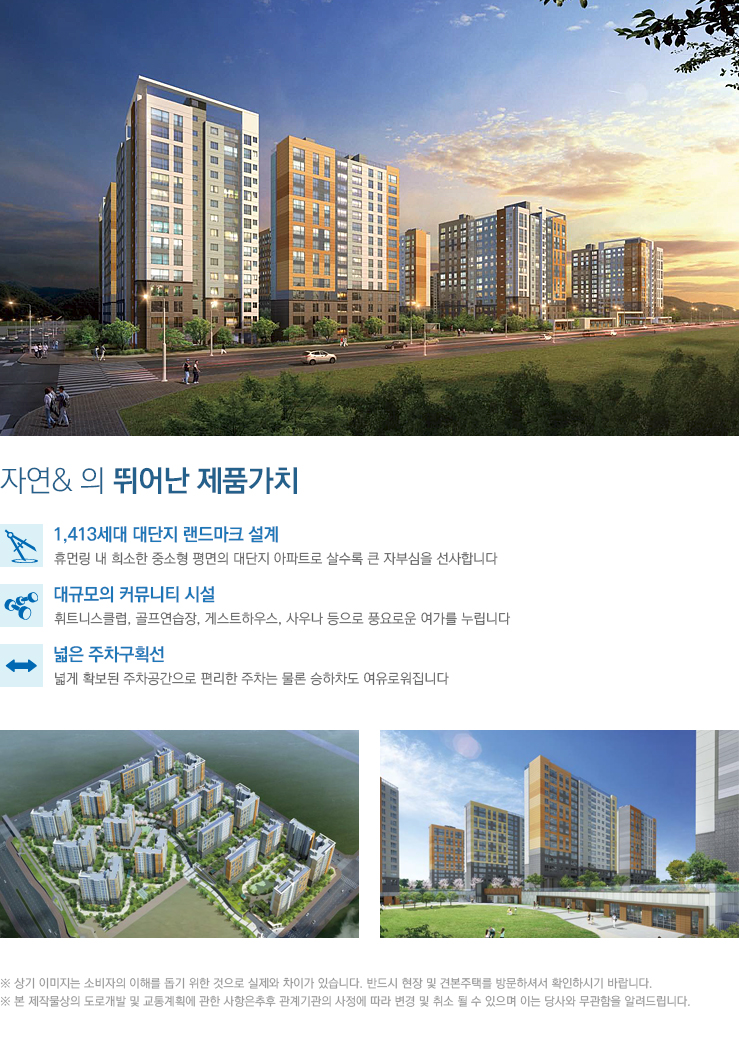 자연& 의 뛰어난 제품가치
1,413세대 대단지 랜드마크 설계
휴먼링 내 희소한 중소형 평면의 대단지 아파트로 살수록 큰 자부심을 선사합니다
대규모의 커뮤니티 시설
휘트니스클럽, 골프연습장, 게스트하우스, 사우나 등으로 풍요로운 여가를 누립니다
넓은 주차구획선
넓게 확보된 주차공간으로 편리한 주차는 물론 승하차도 여유로워집니다
※ 상기 이미지는 소비자의 이해를 돕기 위한 것으로 실제와 차이가 있습니다. 반드시 현장 및 견본주택를 방문하셔서 확인하시기 바랍니다.
※ 본 제작물상의 도로개발 및 교통계획에 관한 사항은추후 관계기관의 사정에 따라 변경 및 취소 될 수 있으며 이는 당사와 무관함을 알려드립니다.